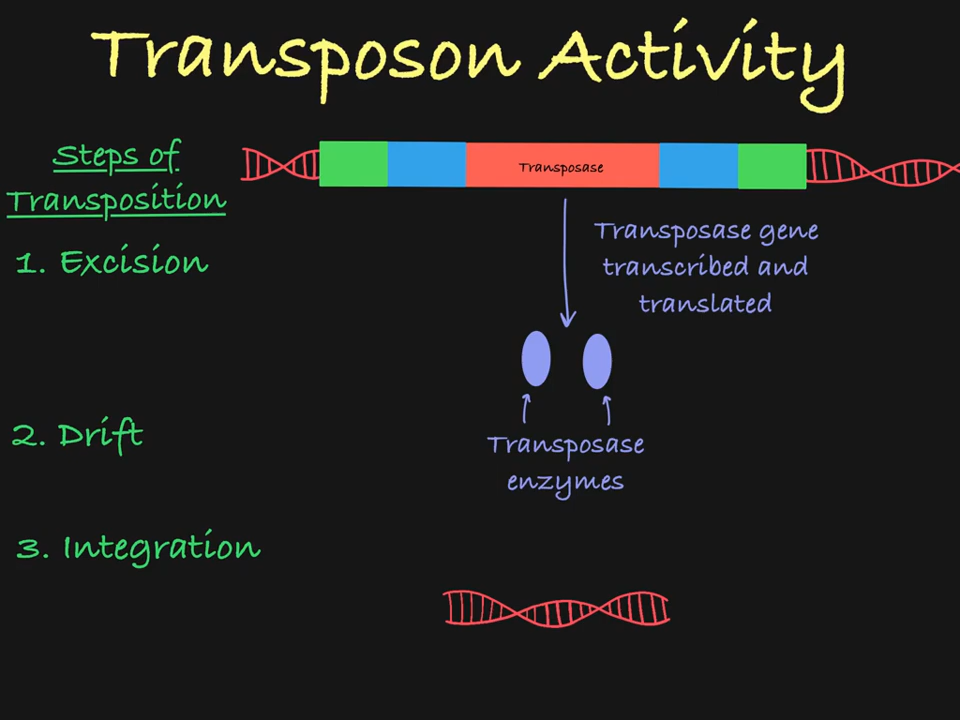 Transposon Activity
Steps of
Transposition
Transposase
1. Excision
Transposase gene
transcribed and
translated
2. Drift
Transposase
enzymes
3. Integration